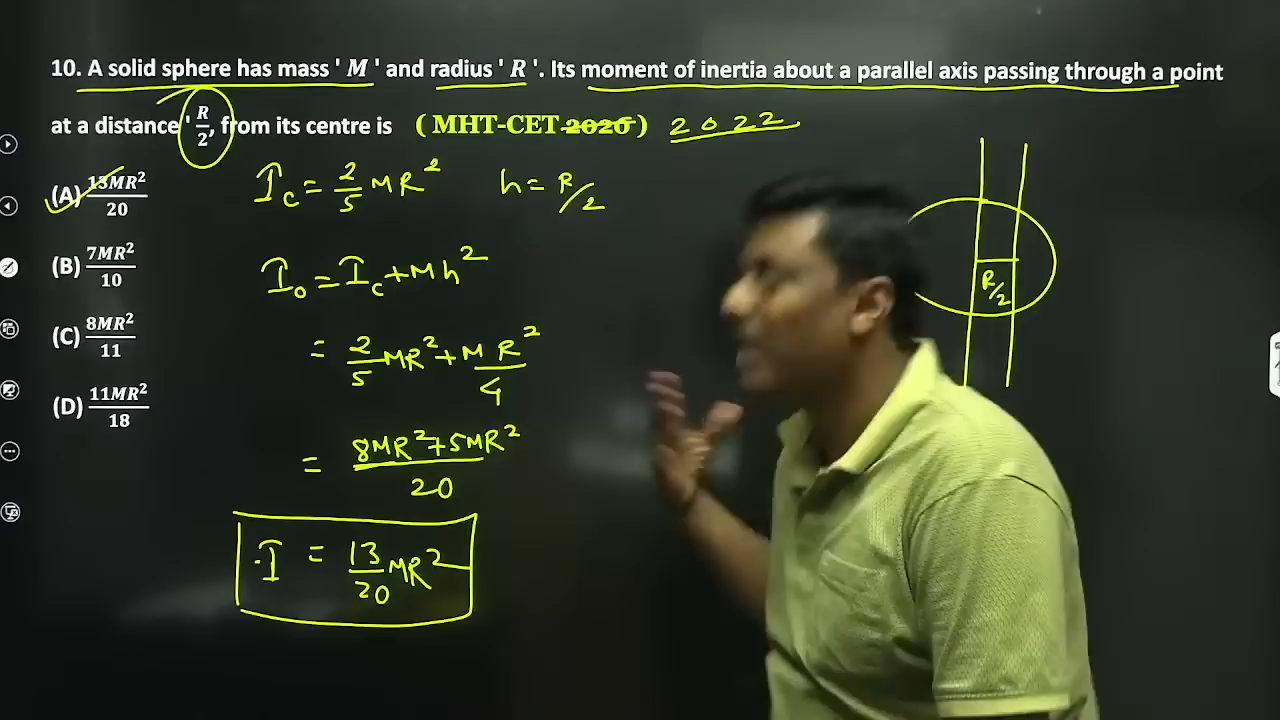 10. A solid sphere has mass ' M ' and radius ' R '. Its moment of inertia about a parallel axis passing through a point
at a distance ' R/2, from its centre is ( MHT-CET 2020 ) 2022
(A) 13MR²/20
(B) 7MR²/10
(C) 8MR²/11
(D) 11MR²/18
I_C = 2/5 MR² h = R/2
I_0 = I_C + Mh²
= 2/5 MR² + MR²/4
= 8MR² + 5MR²/20
I = 13/20 MR²
R/2